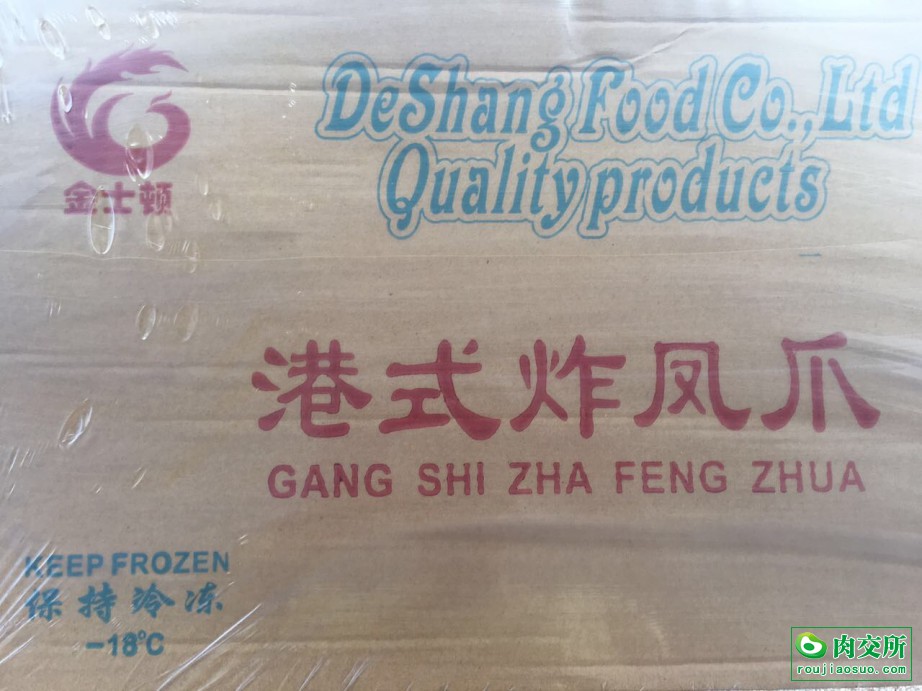 DeShang Food Co.,Ltd
Quality products
金士顿
港式炸凤爪
GANG SHI ZHA FENG ZHUA
KEEP FROZEN
保持冷冻
-18°C
肉交所
roujiaosuo.com